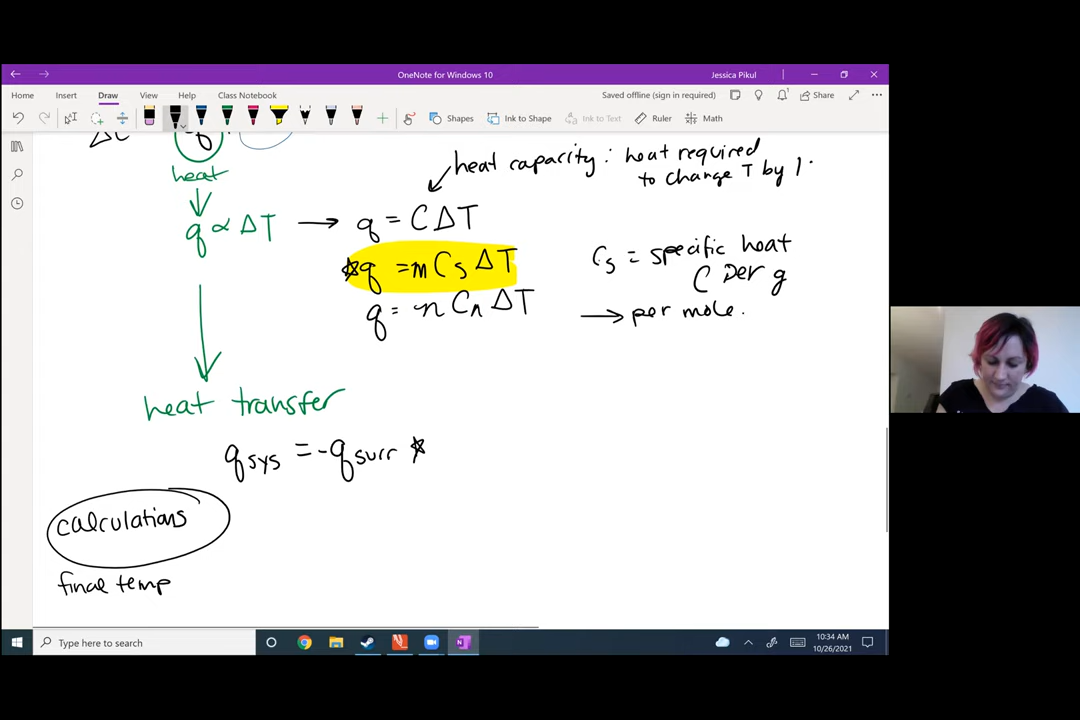 OneNote for Windows 10
Jessica Pikul
Home Insert Draw View Help Class Notebook
Saved offline (sign in required) Share
Shapes Ink to Shape Ink to Text Ruler Math
heat
heat capacity: heat required
to change T by 1°
q ∝ ΔT → q = CΔT
*q = m Cs ΔT
Cs = specific heat
C per g
q = n Cn ΔT → per mole.
heat transfer
qsys = -qsurr *
calculations
final temp
Type here to search
10:34 AM
10/26/2021